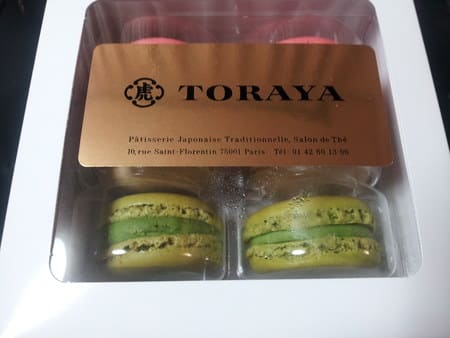 虎 TORAYA
Pâtisserie Japonaise Traditionnelle, Salon de Thé
10, rue Saint-Florentin 75001 Paris Tél: 01 42 60 13 96